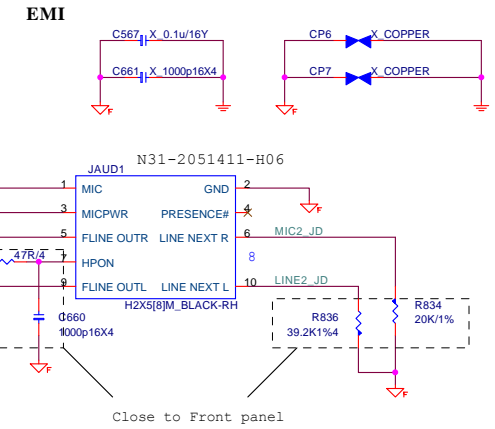 EMI
C567 X_0.1u/16Y
CP6 X_COPPER
C661 X_1000p16X4
CP7 X_COPPER
F
F
N31-2051411-H06
JAUD1
1 MIC GND 2
F
3 MICPWR PRESENCE# 4
5 FLINE OUTR LINE NEXT R 6 MIC2_JD
47R/4 7 HPON 8
9 FLINE OUTL LINE NEXT L 10 LINE2_JD
H2X5[8]M_BLACK-RH
C660
1000p16X4
R836
39.2K1%4
R834
20K/1%
F
F
Close to Front panel